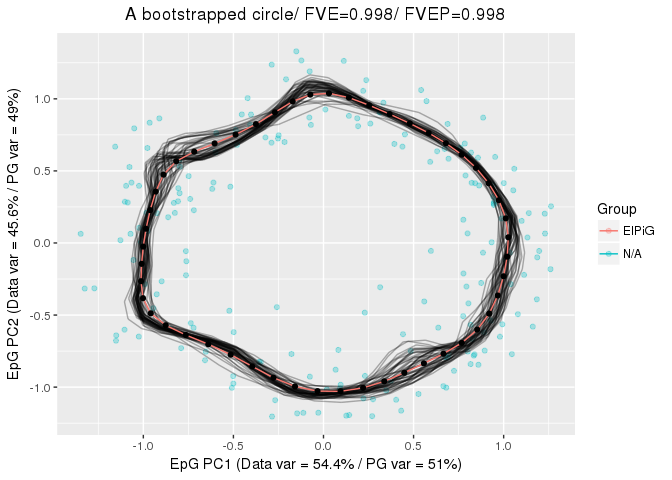 A bootstrapped circle/ FVE=0.998/ FVEP=0.998
EpG PC2 (Data var = 45.6% / PG var = 49%)
1.0
0.5
0.0
-0.5
-1.0
-1.0 -0.5 0.0 0.5 1.0
EpG PC1 (Data var = 54.4% / PG var = 51%)
Group
ElPiG
N/A